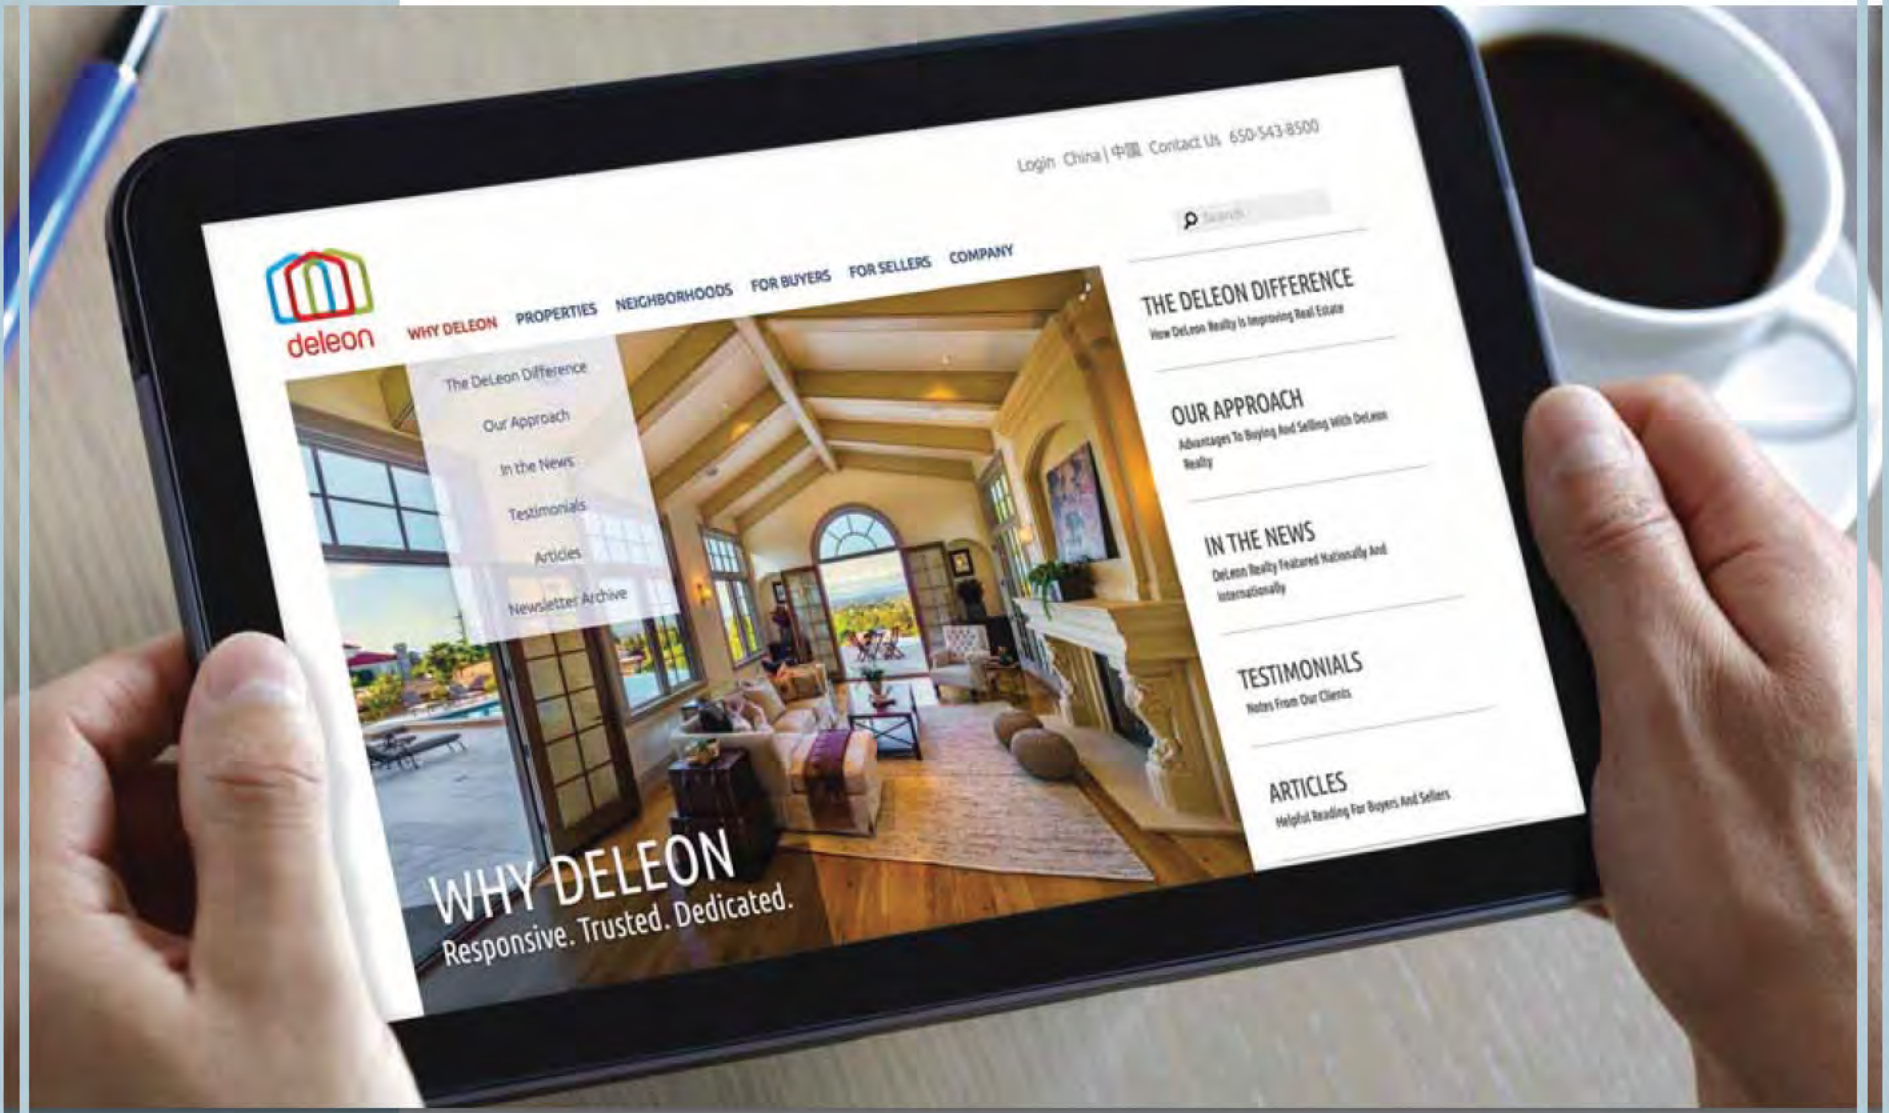 Login China | 中国 Contact Us 650-543-8500
Search
deleon
WHY DELEON PROPERTIES NEIGHBORHOODS FOR BUYERS FOR SELLERS COMPANY
The DeLeon Difference
Our Approach
In the News
Testimonials
Articles
Newsletter Archive
WHY DELEON
Responsive. Trusted. Dedicated.
THE DELEON DIFFERENCE
How DeLeon Realty Is Improving Real Estate
OUR APPROACH
Advantages To Buying And Selling With DeLeon
Realty
IN THE NEWS
DeLeon Realty Featured Nationally And
Internationally
TESTIMONIALS
Notes From Our Clients
ARTICLES
Helpful Reading For Buyers And Sellers